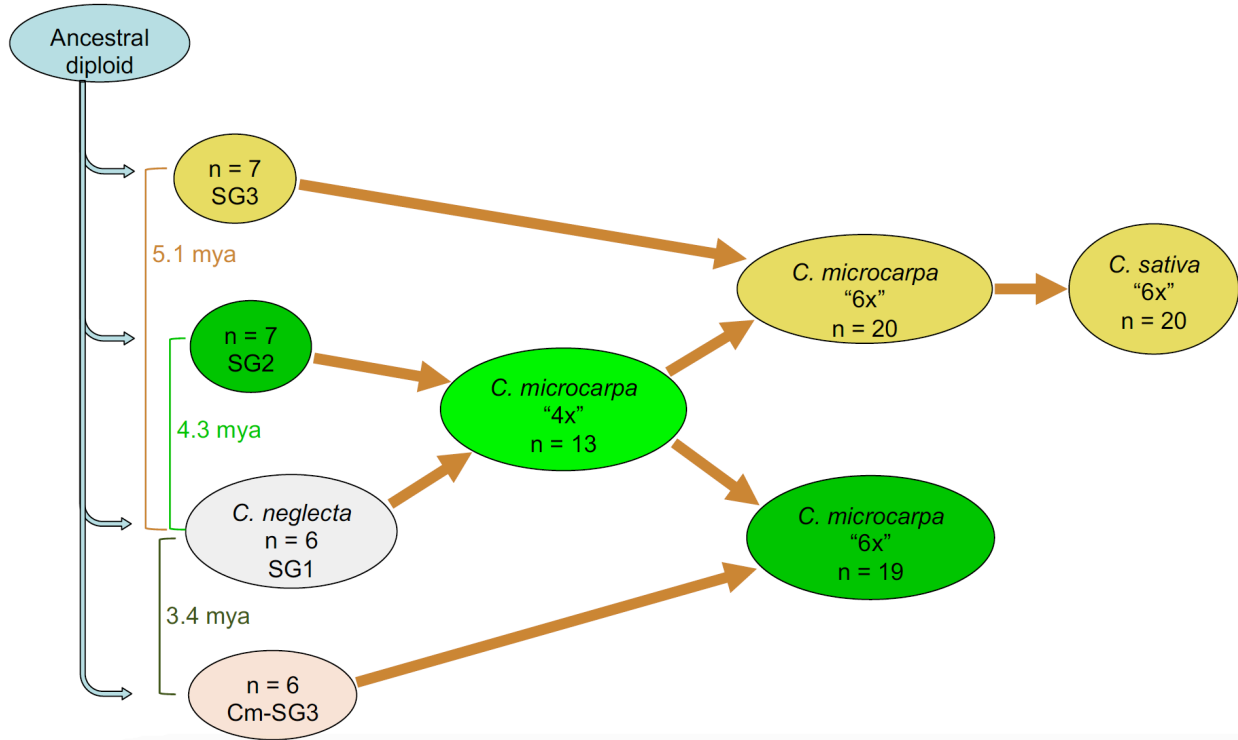 Ancestral
diploid
n = 7
SG3
5.1 mya
C. microcarpa
“6x”
n = 20
C. sativa
“6x”
n = 20
n = 7
SG2
4.3 mya
C. microcarpa
“4x”
n = 13
C. neglecta
n = 6
SG1
C. microcarpa
“6x”
n = 19
3.4 mya
n = 6
Cm-SG3